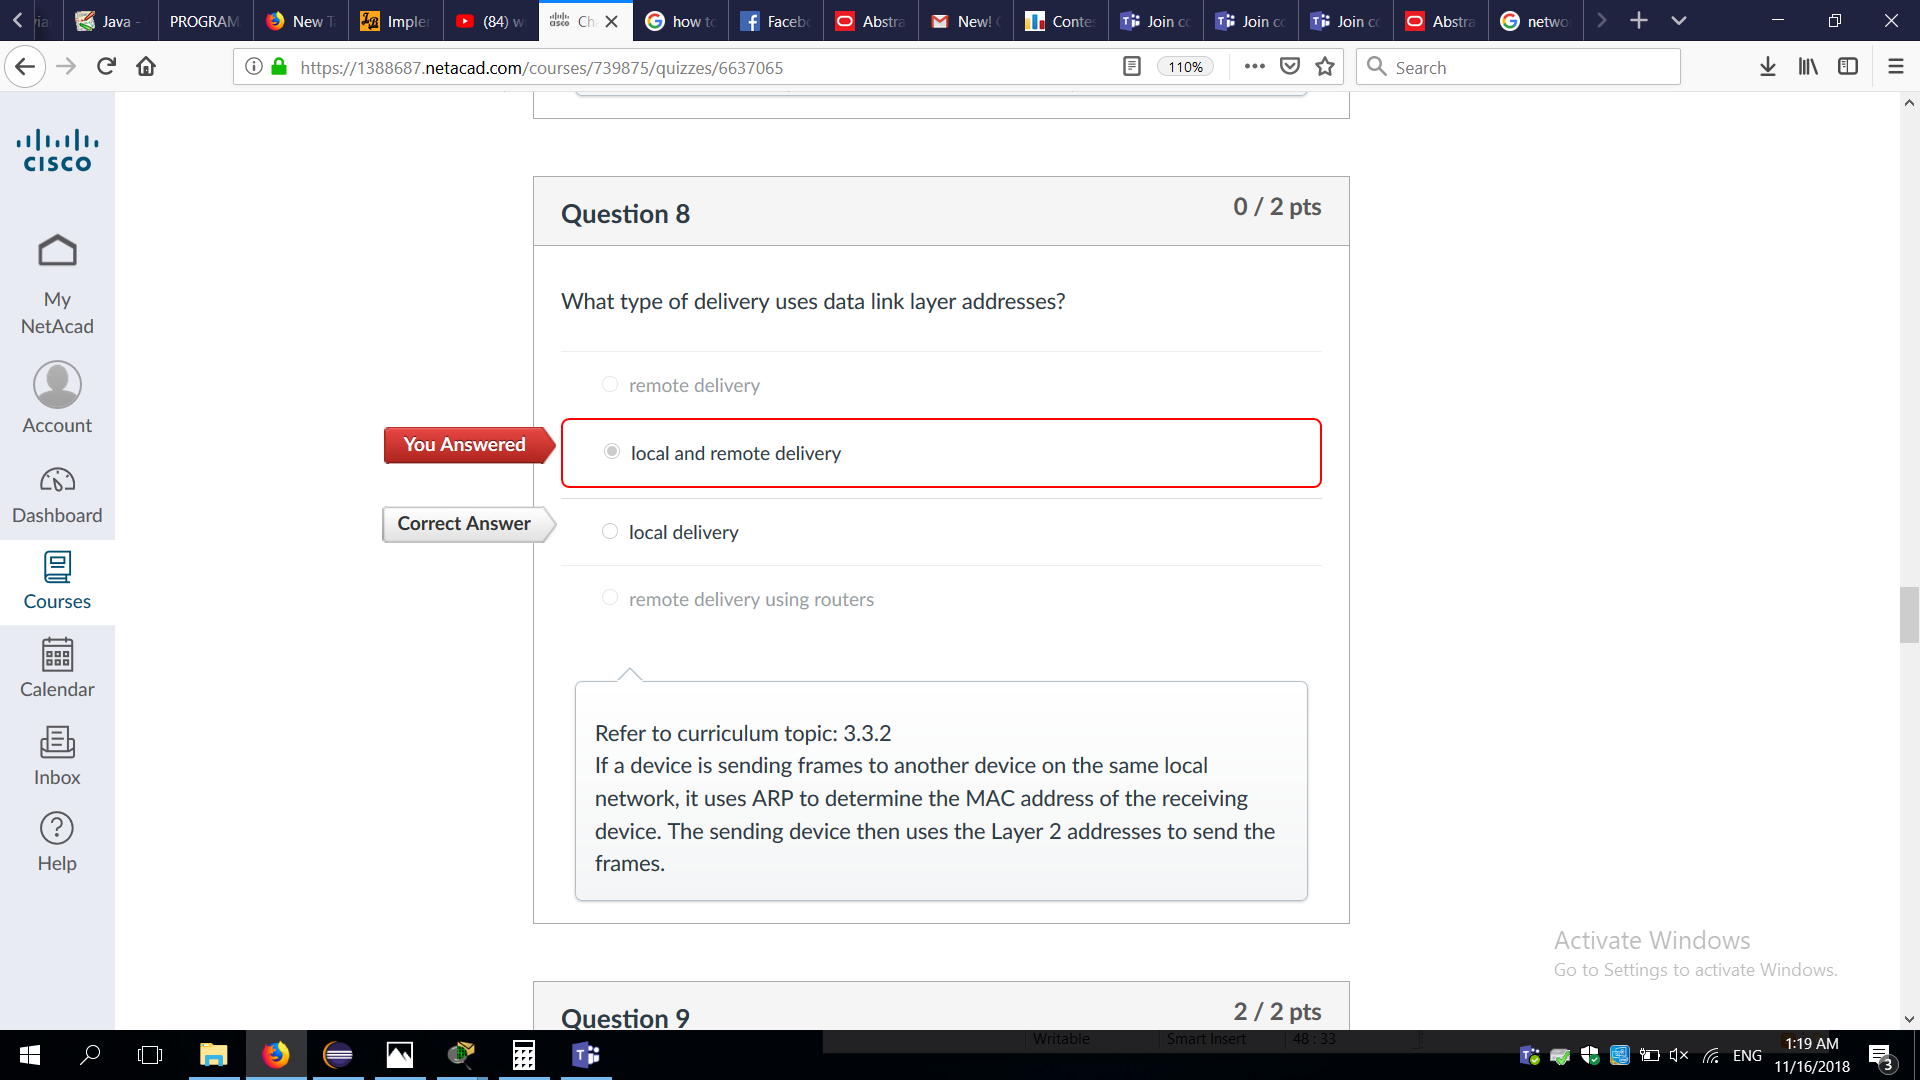 Java -
PROGRAM
New T
Imple
(84) w
Ch
how to
Facebo
Abstra
New!
Contes
Join co
Join co
Join co
Abstra
netwo
https://1388687.netacad.com/courses/739875/quizzes/6637065
110%
Search
CISCO
My
NetAcad
Account
Dashboard
Courses
Calendar
Inbox
Help
Question 8
0 / 2 pts
What type of delivery uses data link layer addresses?
remote delivery
You Answered
local and remote delivery
Correct Answer
local delivery
remote delivery using routers
Refer to curriculum topic: 3.3.2
If a device is sending frames to another device on the same local
network, it uses ARP to determine the MAC address of the receiving
device. The sending device then uses the Layer 2 addresses to send the
frames.
Activate Windows
Go to Settings to activate Windows.
Question 9
2 / 2 pts
Writable
Smart Insert
48 : 33
ENG
1:19 AM
11/16/2018
3